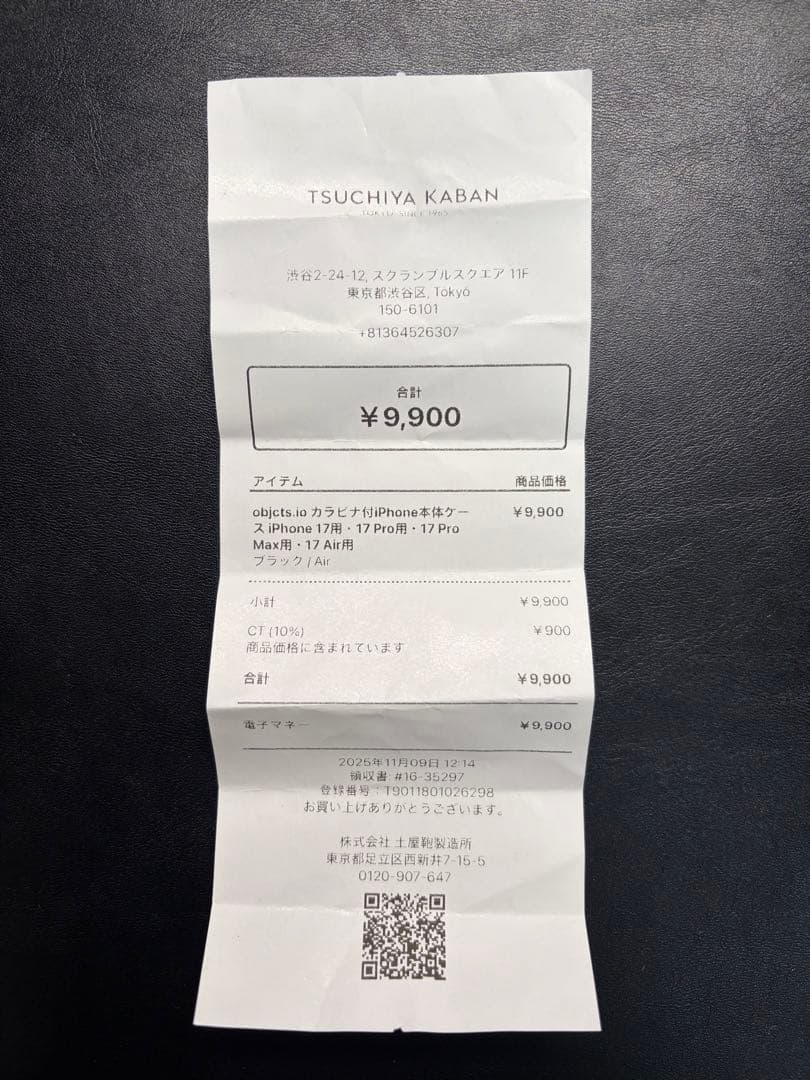 TSUCHIYA KABAN
TOKYO SINCE 1965
渋谷2-24-12, スクランブルスクエア 11F
東京都渋谷区, Tokyo
150-6101
+81364526307
合計
￥9,900
アイテム 商品価格
objcts.io カラビナ付iPhone本体ケー ￥9,900
ス iPhone 17用・17 Pro用・17 Pro
Max用・17 Air用
ブラック / Air
小計 ￥9,900
CT (10%) ￥900
商品価格に含まれています
合計 ￥9,900
電子マネー ￥9,900
2025年11月09日 12:14
領収書: #16-35297
登録番号：T9011801026298
お買い上げありがとうございます。
株式会社 土屋鞄製造所
東京都足立区西新井7-15-5
0120-907-647